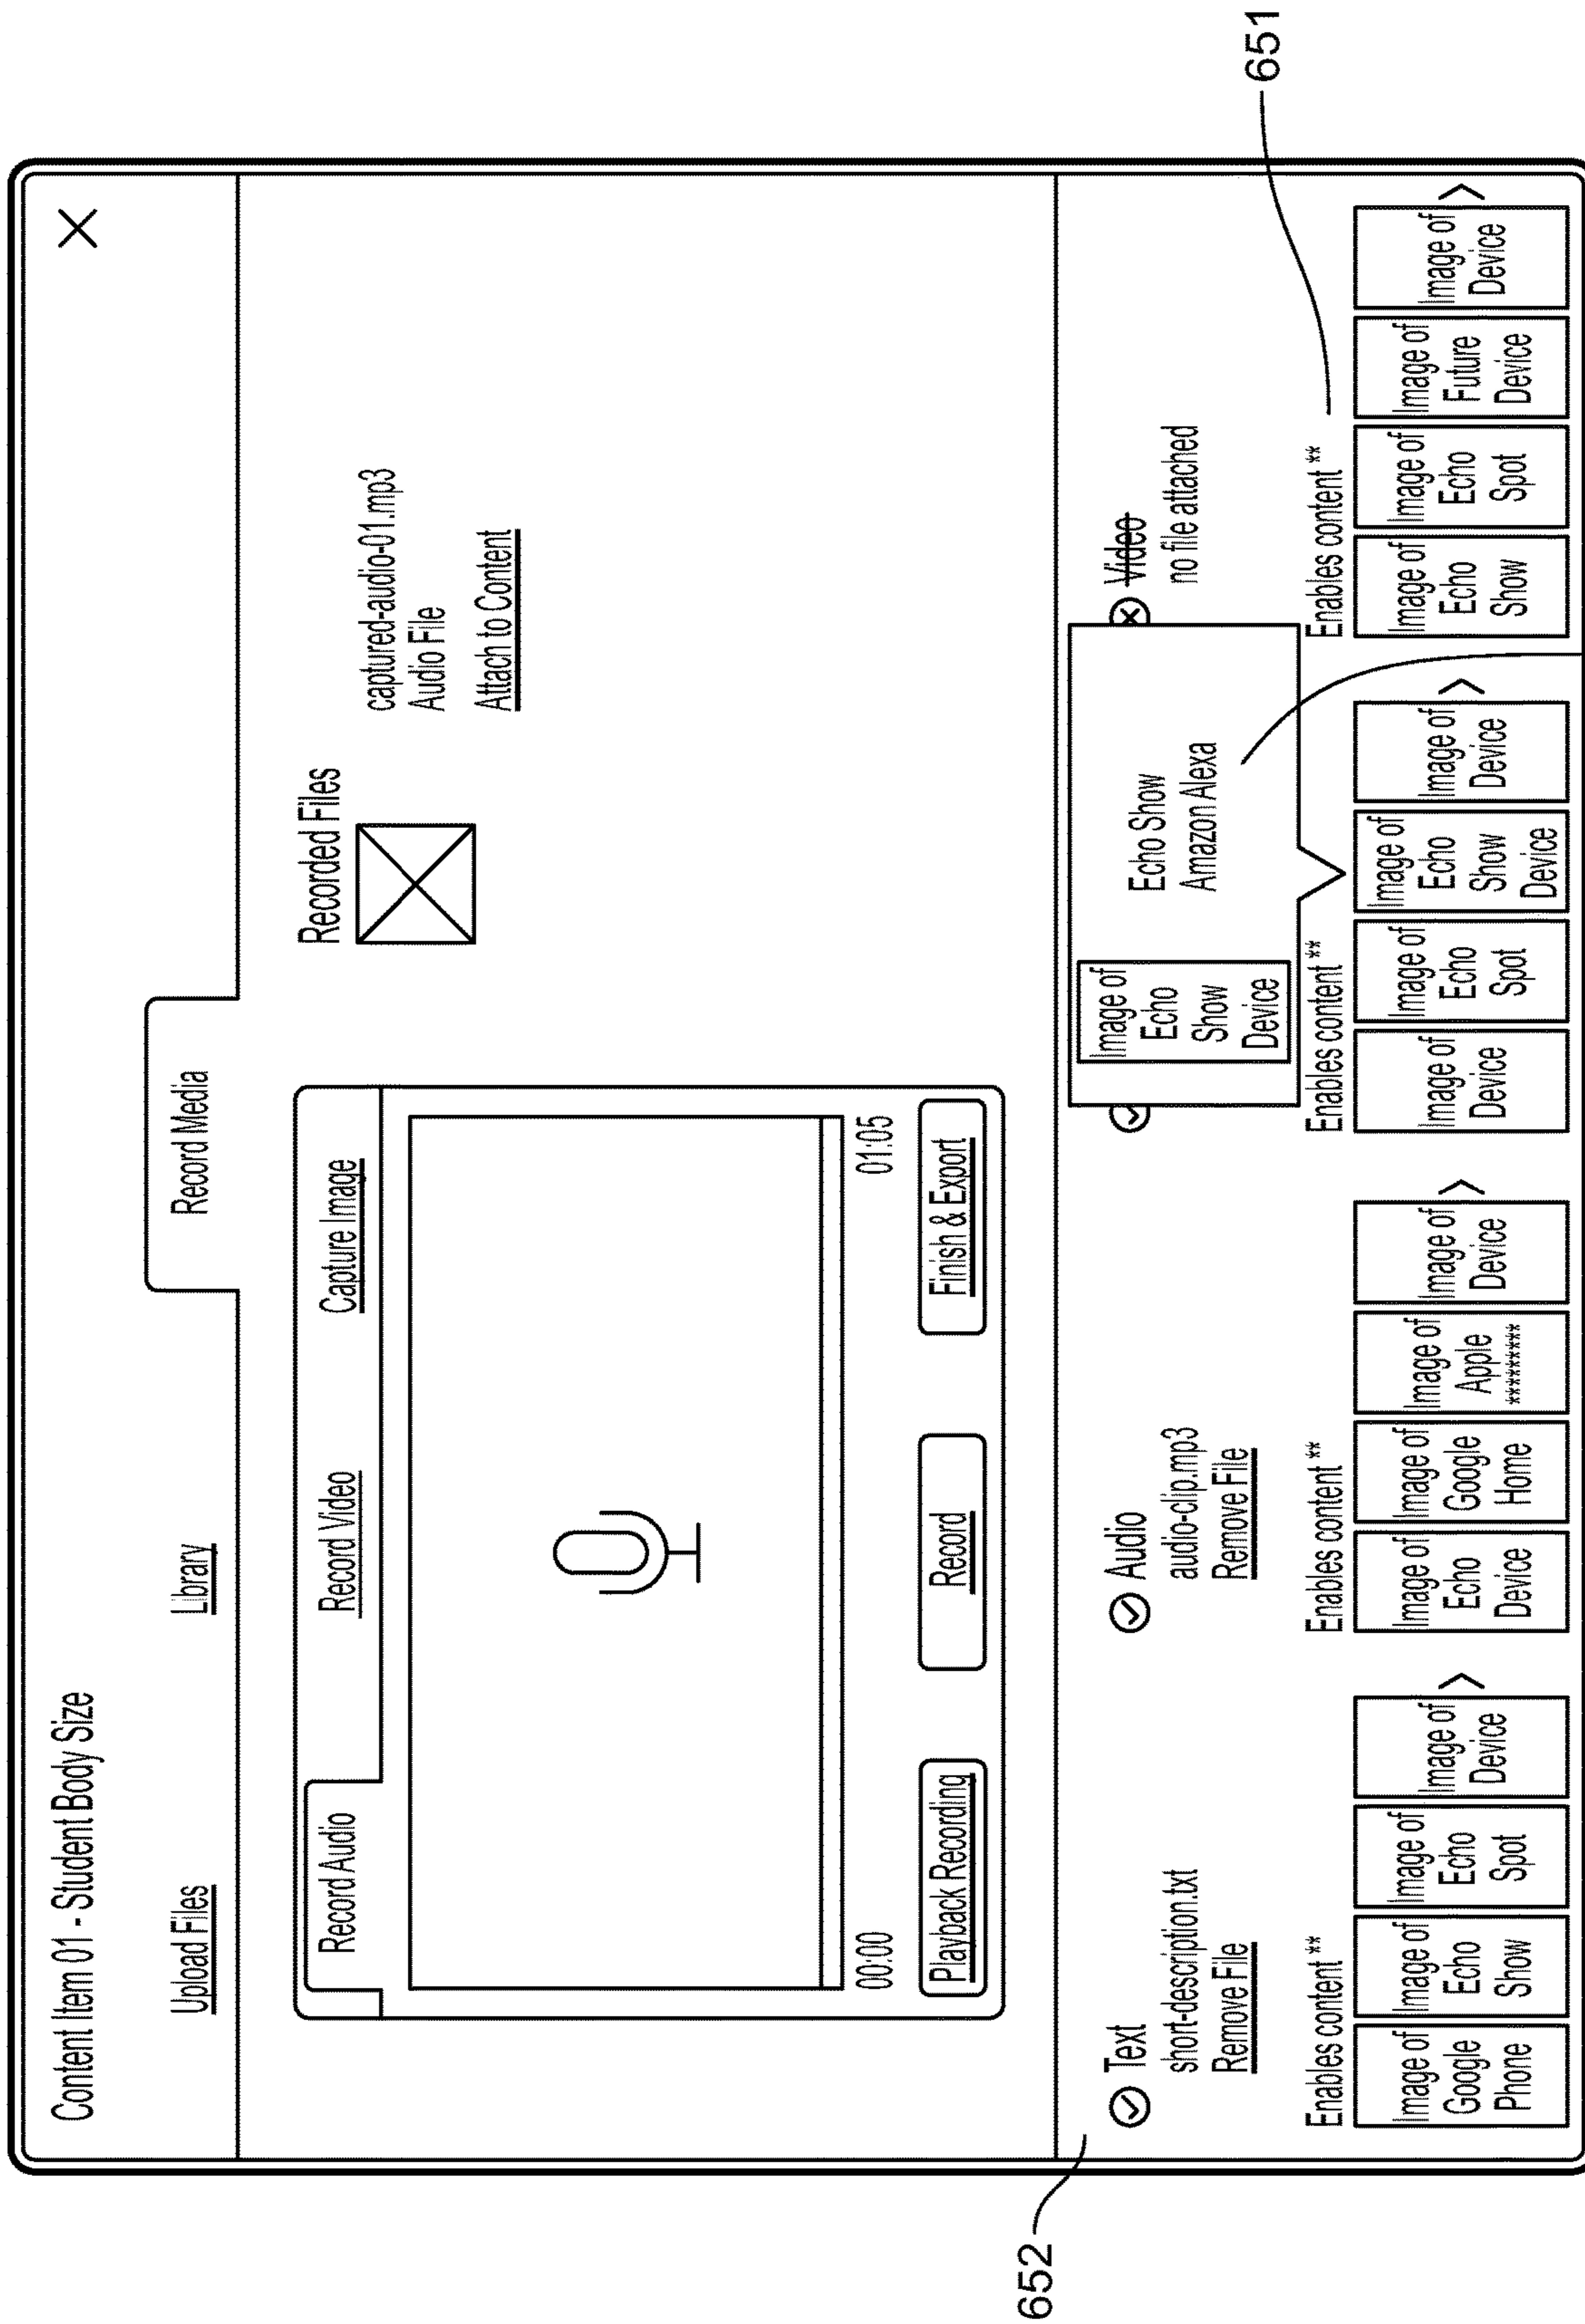 Content Item 01 - Student Body Size
Upload Files
Library
Record Media
Record Audio
Record Video
Capture Image
00:00
01:05
Playback Recording
Record
Finish & Export
Recorded Files
captured-audio-01.mp3
Audio File
Attach to Content
652
Text
short-description.txt
Remove File
Enables content **
Image of
Google
Phone
Image of
Echo
Show
Image of
Echo
Spot
Image of
Device
Audio
audio-clip.mp3
Remove File
Enables content **
Image of
Echo
Device
Image of
Google
Home
Image of
Apple
*********
Image of
Device
Image of
Echo
Show
Device
Echo Show
Amazon Alexa
Enables content **
Image of
Device
Image of
Echo
Spot
Image of
Echo
Show
Device
Image of
Device
Video
no file attached
Enables content **
Image of
Echo
Show
Image of
Echo
Spot
Image of
Future
Device
Image of
Device
651